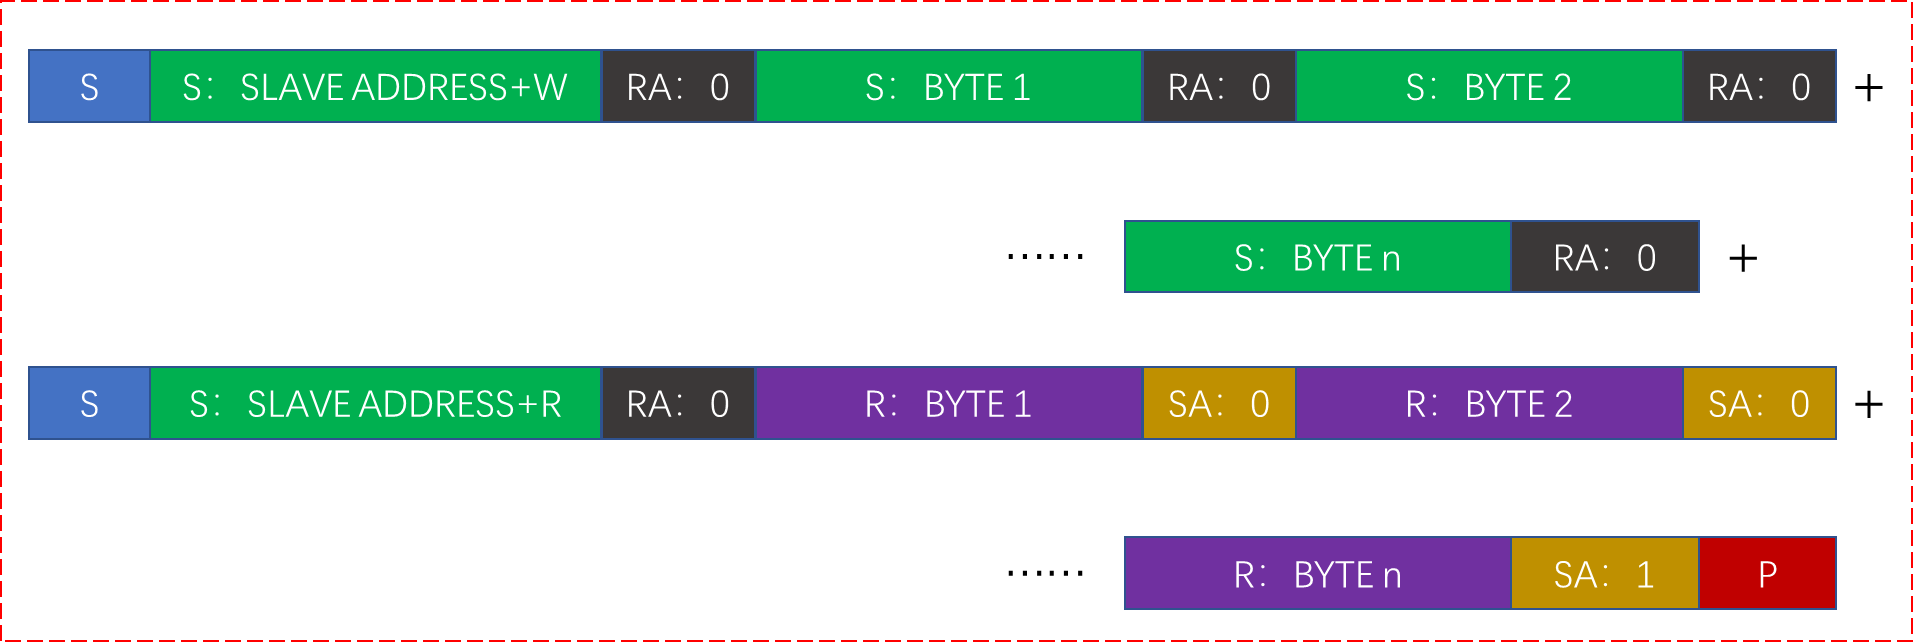 S S： SLAVE ADDRESS+W RA： 0 S： BYTE 1 RA： 0 S： BYTE 2 RA： 0 +
…… S： BYTE n RA： 0 +
S S： SLAVE ADDRESS+R RA： 0 R： BYTE 1 SA： 0 R： BYTE 2 SA： 0 +
…… R： BYTE n SA： 1 P